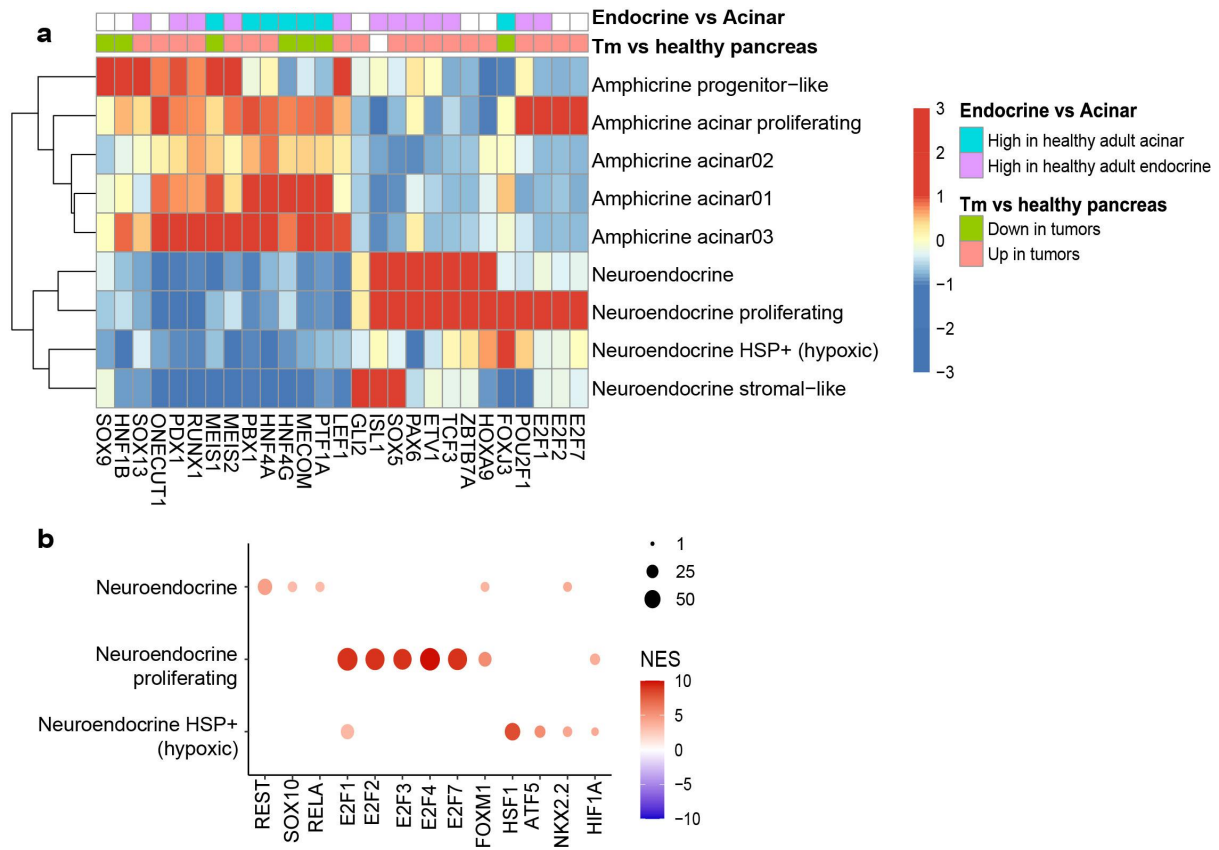 a
Endocrine vs Acinar
Tm vs healthy pancreas
Amphicrine progenitor−like
Amphicrine acinar proliferating
Amphicrine acinar02
Amphicrine acinar01
Amphicrine acinar03
Neuroendocrine
Neuroendocrine proliferating
Neuroendocrine HSP+ (hypoxic)
Neuroendocrine stromal−like
SOX9
HNF1B
SOX13
ONECUT1
PDX1
RUNX1
MEIS1
MEIS2
PBX1
HNF4A
HNF4G
MECOM
PTF1A
LEF1
GLI2
ISL1
SOX5
PAX6
ETV1
TCF3
ZBTB7A
HOXA9
FOXJ3
POU2F1
E2F1
E2F2
E2F7
3
2
1
0
−1
−2
−3
Endocrine vs Acinar
High in healthy adult acinar
High in healthy adult endocrine
Tm vs healthy pancreas
Down in tumors
Up in tumors
b
Neuroendocrine
Neuroendocrine
proliferating
Neuroendocrine HSP+
(hypoxic)
REST
SOX10
RELA
E2F1
E2F2
E2F3
E2F4
E2F7
FOXM1
HSF1
ATF5
NKX2.2
HIF1A
1
25
50
NES
10
5
0
−5
−10